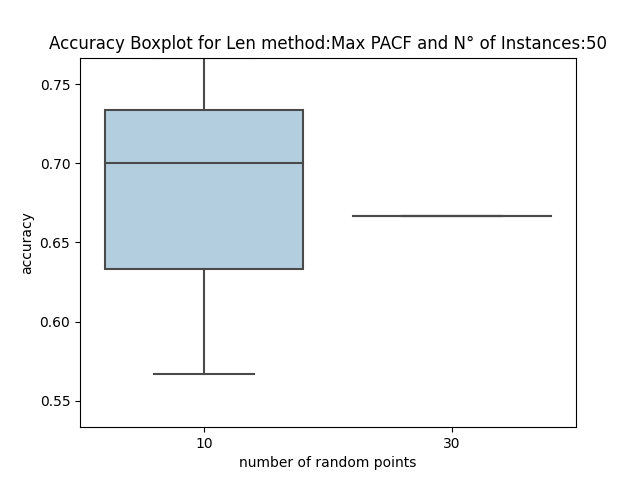 Accuracy Boxplot for Len method:Max PACF and N° of Instances:50
0.75
0.70
0.65
0.60
0.55
accuracy
10
30
number of random points